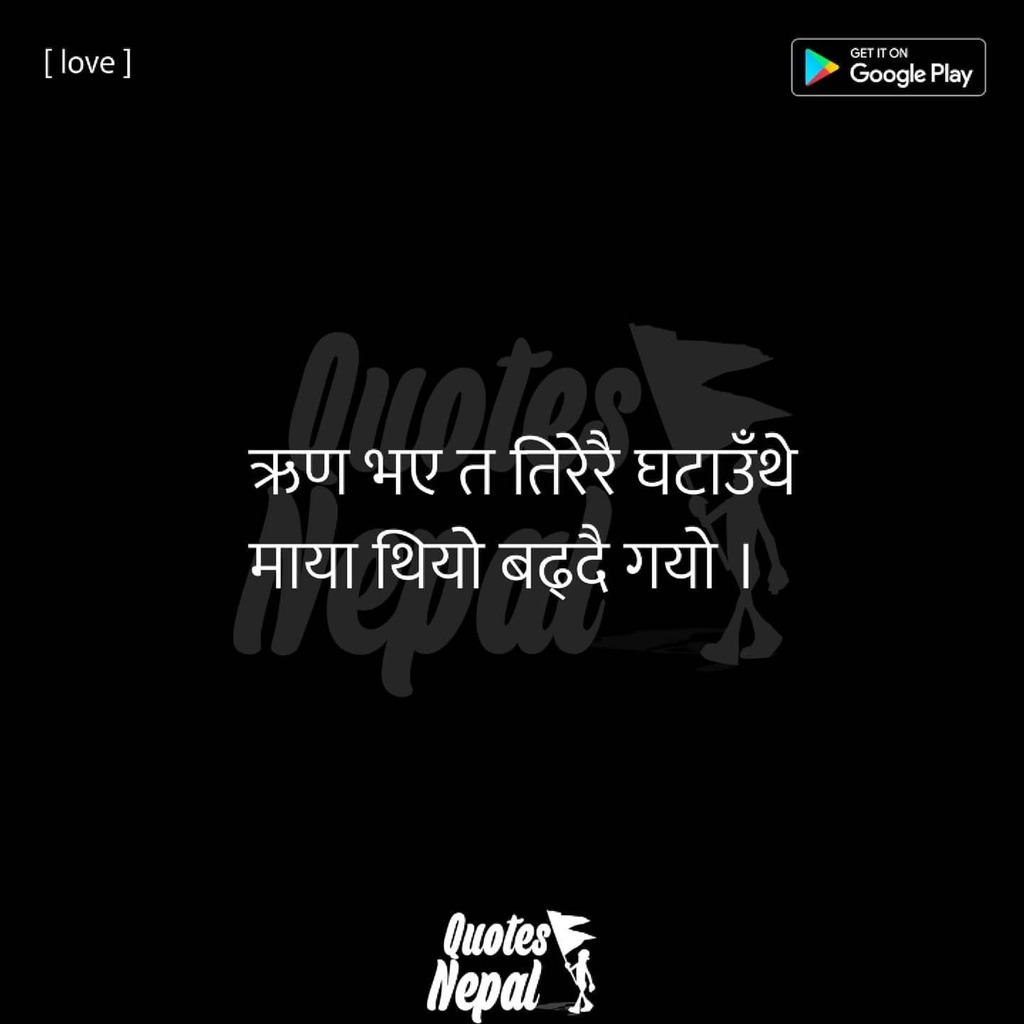 [ love ]
GET IT ON
Google Play
Quotes
Nepal
ऋण भए त तिरेरै घटाउँथे
माया थियो बढ्दै गयो ।
Quotes
Nepal